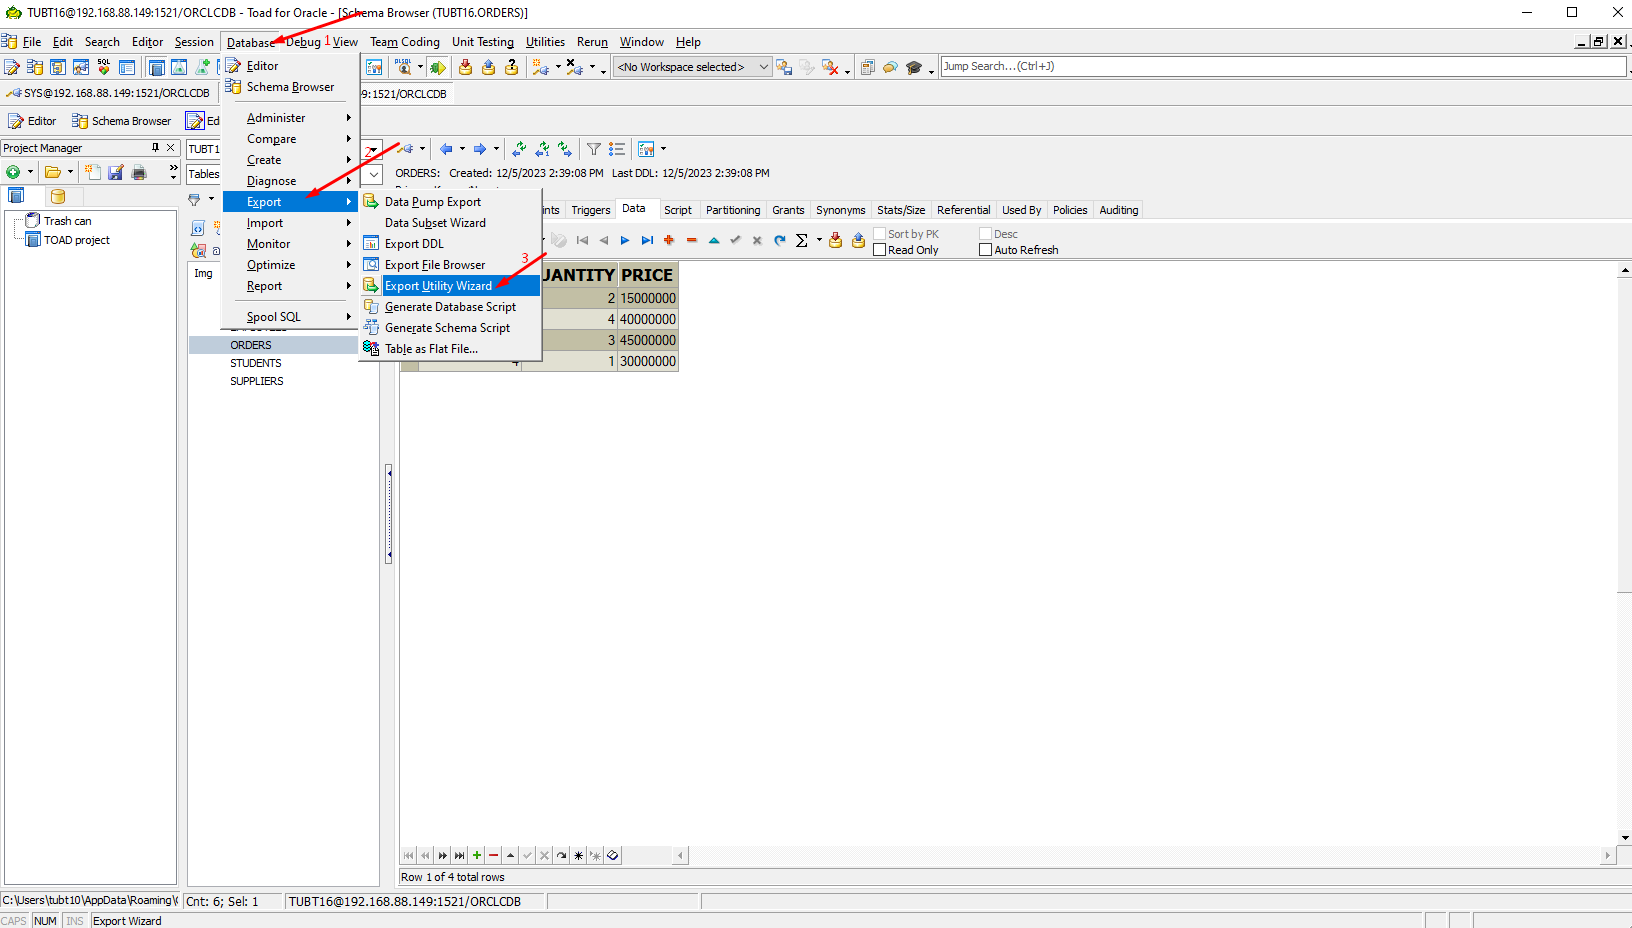 TUBT16@192.168.88.149:1521/ORCLCDB - Toad for Oracle - [Schema Browser (TUBT16.ORDERS)]
File Edit Search Editor Session Database Debug 1 View Team Coding Unit Testing Utilities Rerun Window Help
Editor
SQL
<No Workspace selected>
Jump Search...(Ctrl+J)
Schema Browser
SYS@192.168.88.149:1521/ORCLCDB
9:1521/ORCLCDB
Editor Schema Browser Ed
Administer
Compare
Create
Diagnose
Export
Import
Monitor
Optimize
Report
Spool SQL
Project Manager
TUBT1
2
Tables
ORDERS: Created: 12/5/2023 2:39:08 PM Last DDL: 12/5/2023 2:39:08 PM
Data Pump Export
Data Subset Wizard
Export DDL
Export File Browser
3
Export Utility Wizard
Generate Database Script
Generate Schema Script
Table as Flat File...
ints Triggers Data Script Partitioning Grants Synonyms Stats/Size Referential Used By Policies Auditing
Sort by PK Desc
Read Only Auto Refresh
Trash can
TOAD project
Img
ORDERS
STUDENTS
SUPPLIERS
UANTITY PRICE
2 15000000
4 40000000
3 45000000
4 1 30000000
Row 1 of 4 total rows
C:\Users\tubt10\AppData\Roaming\ Cnt: 6; Sel: 1 TUBT16@192.168.88.149:1521/ORCLCDB
CAPS NUM INS Export Wizard